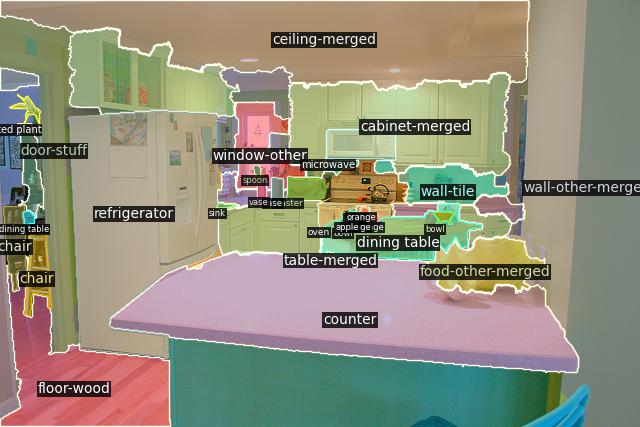 ceiling-merged
cabinet-merged
ted plant
door-stuff
window-other
microwave
spoon
wall-tile
wall-other-merge
refrigerator
sink
vase
orange
apple
bowl
dining table
chair
oven
dining table
table-merged
food-other-merged
chair
counter
floor-wood